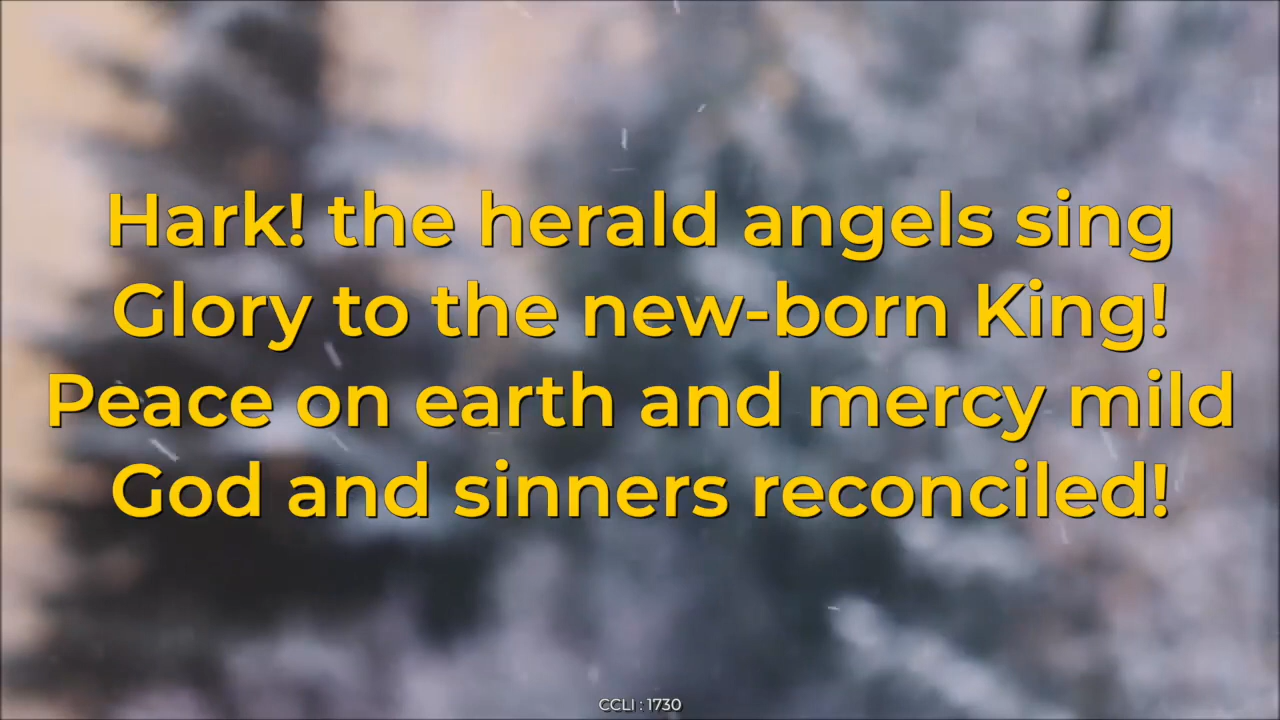 Hark! the herald angels sing
Glory to the new-born King!
Peace on earth and mercy mild
God and sinners reconciled!
CCLI : 1730